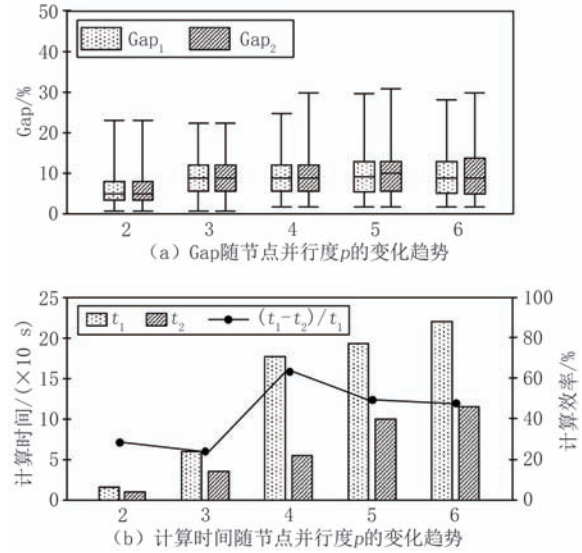 50
40
30
20
10
0
Gap/%
Gap₁ Gap₂
2 3 4 5 6
(a) Gap随节点并行度p的变化趋势
25
20
15
10
5
0
计算时间/(×10 s)
t₁ t₂ (t₁-t₂)/t₁
100
80
60
40
20
0
计算效率/%
2 3 4 5 6
(b) 计算时间随节点并行度p的变化趋势